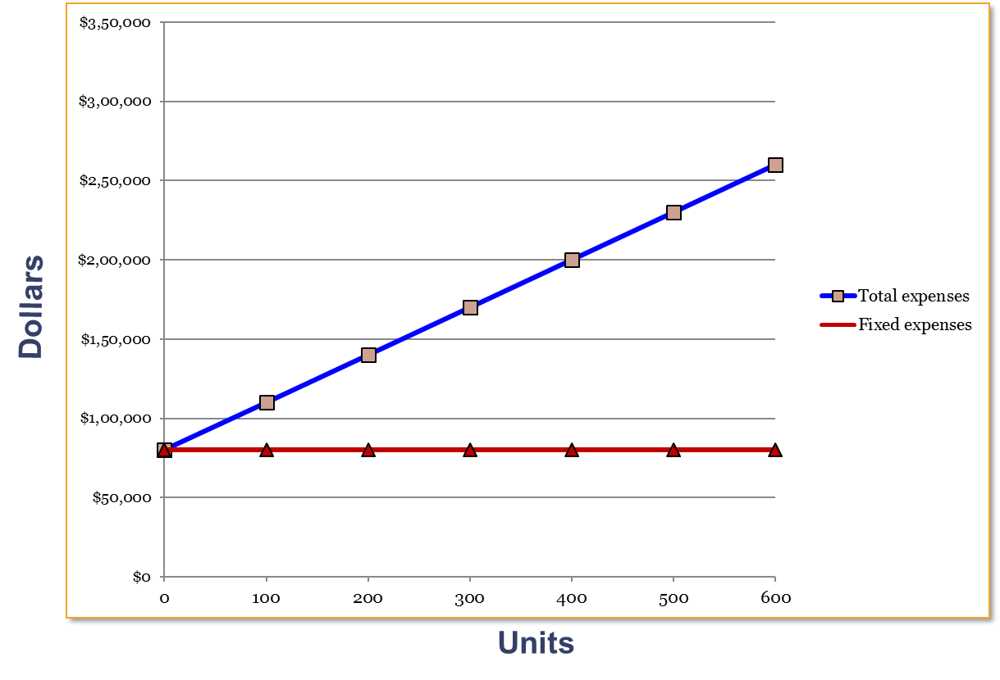 $3,50,000
$3,00,000
$2,50,000
$2,00,000
$1,50,000
$1,00,000
$50,000
$0
0 100 200 300 400 500 600
Dollars
Units
Total expenses
Fixed expenses